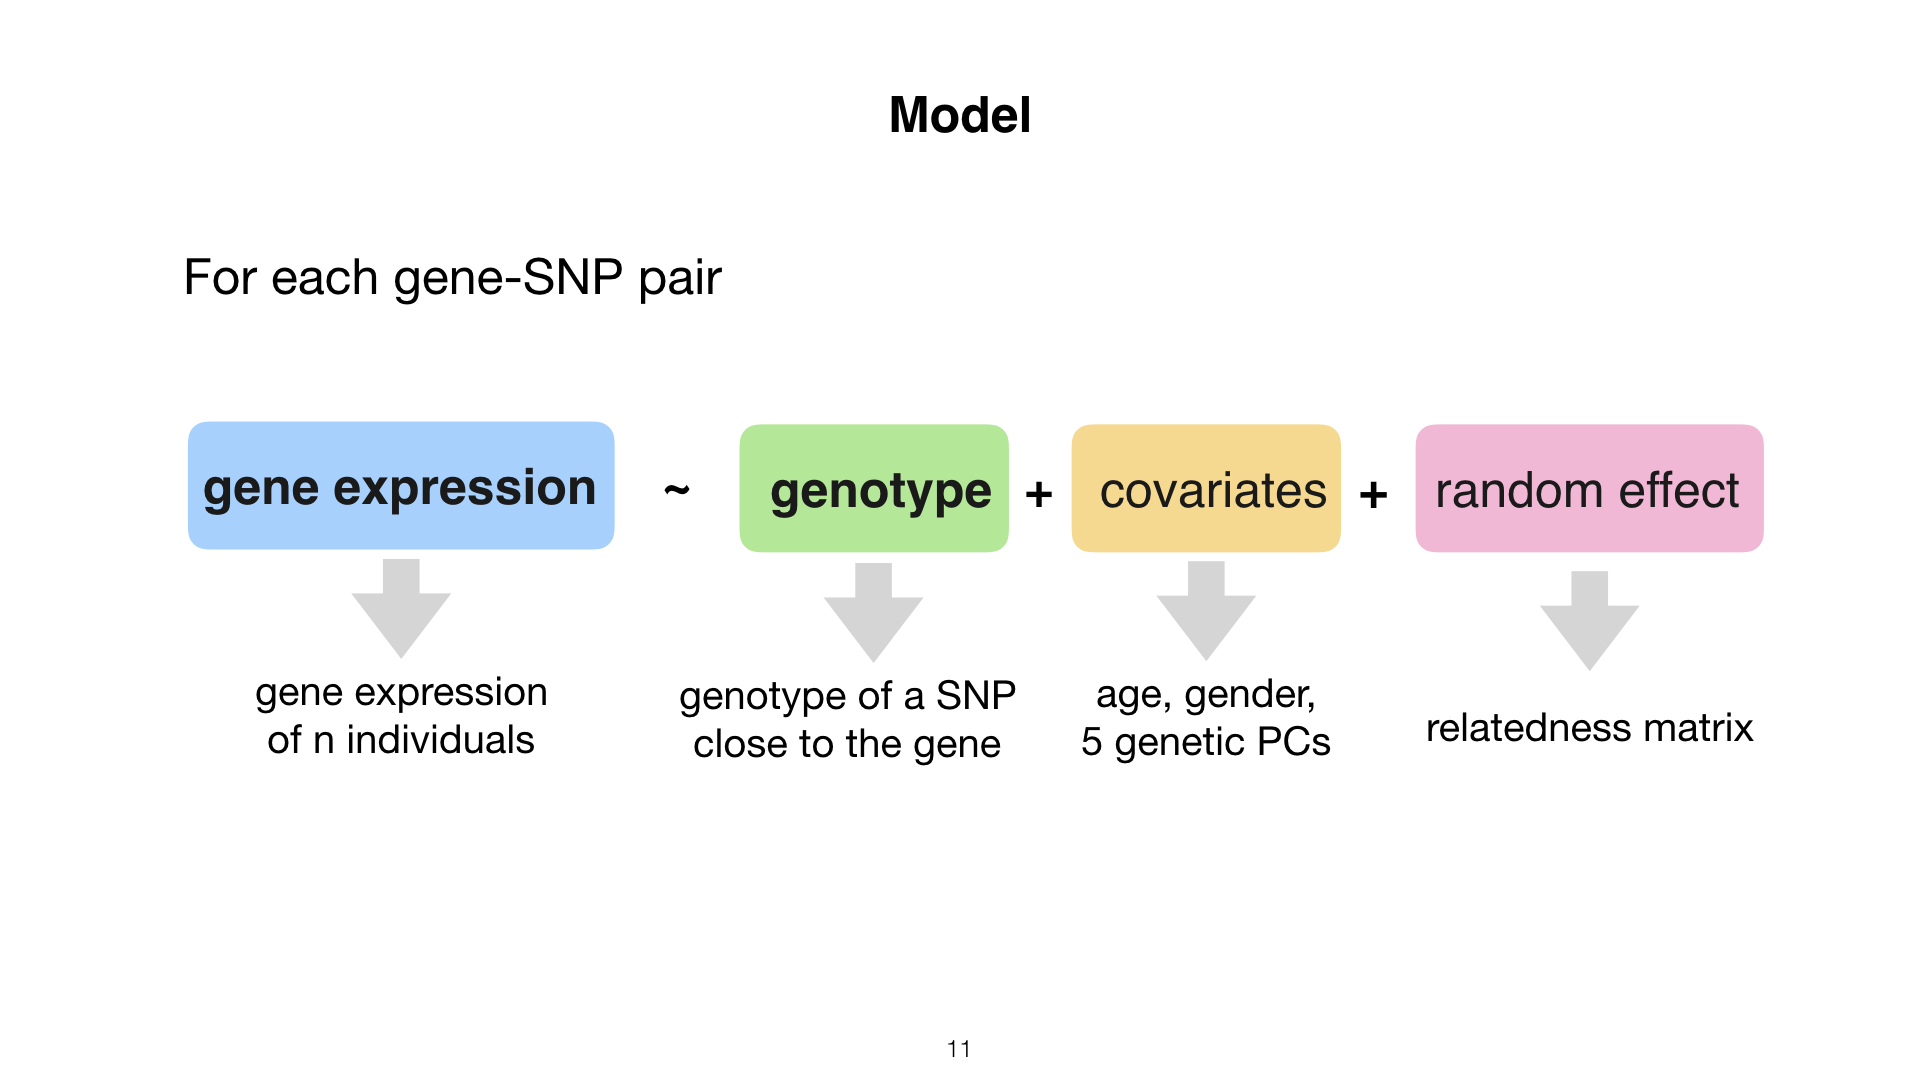 Model
For each gene-SNP pair
gene expression ~ genotype + covariates + random effect
gene expression
of n individuals
genotype of a SNP
close to the gene
age, gender,
5 genetic PCs
relatedness matrix
11